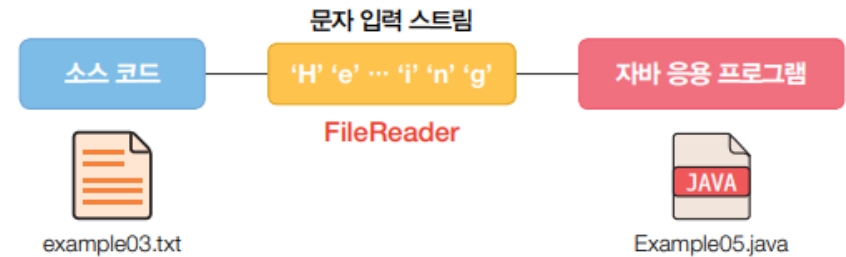 문자 입력 스트림
소스 코드
‘H’ ‘e’ ··· ‘i’ ‘n’ ‘g’
자바 응용 프로그램
FileReader
JAVA
example03.txt
Example05.java